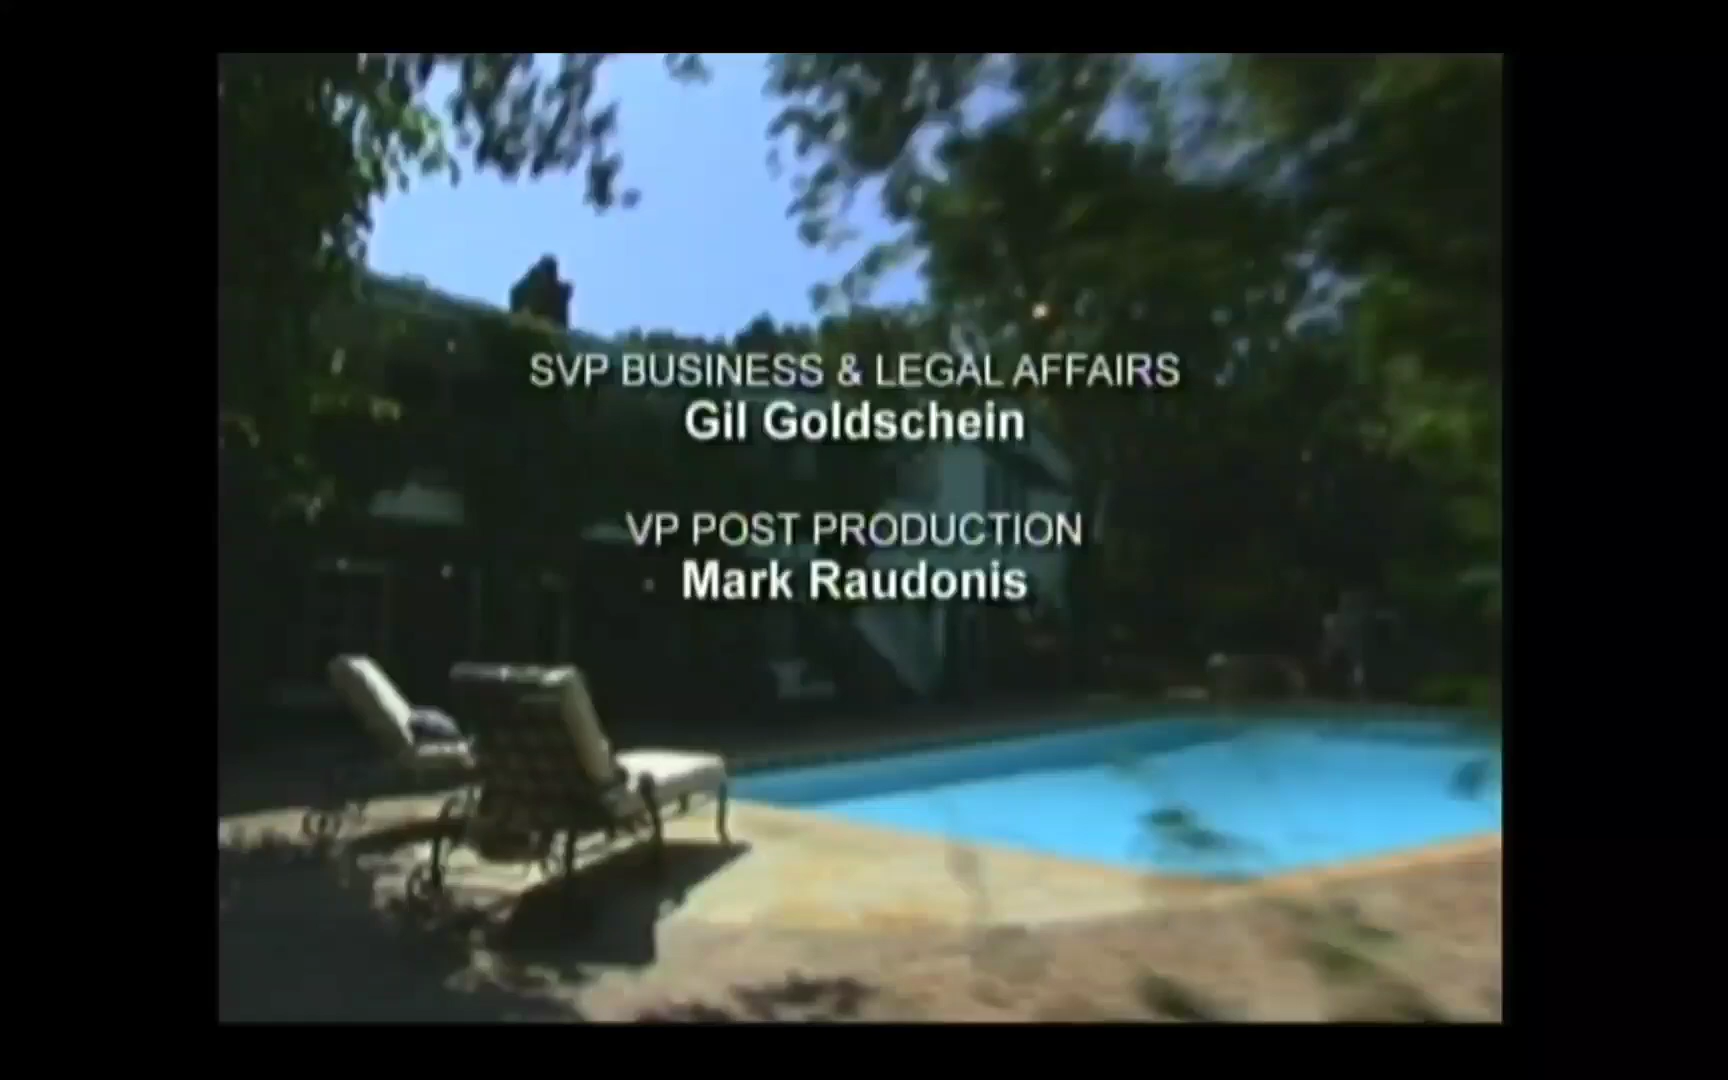 SVP BUSINESS & LEGAL AFFAIRS
Gil Goldschein
VP POST PRODUCTION
Mark Raudonis